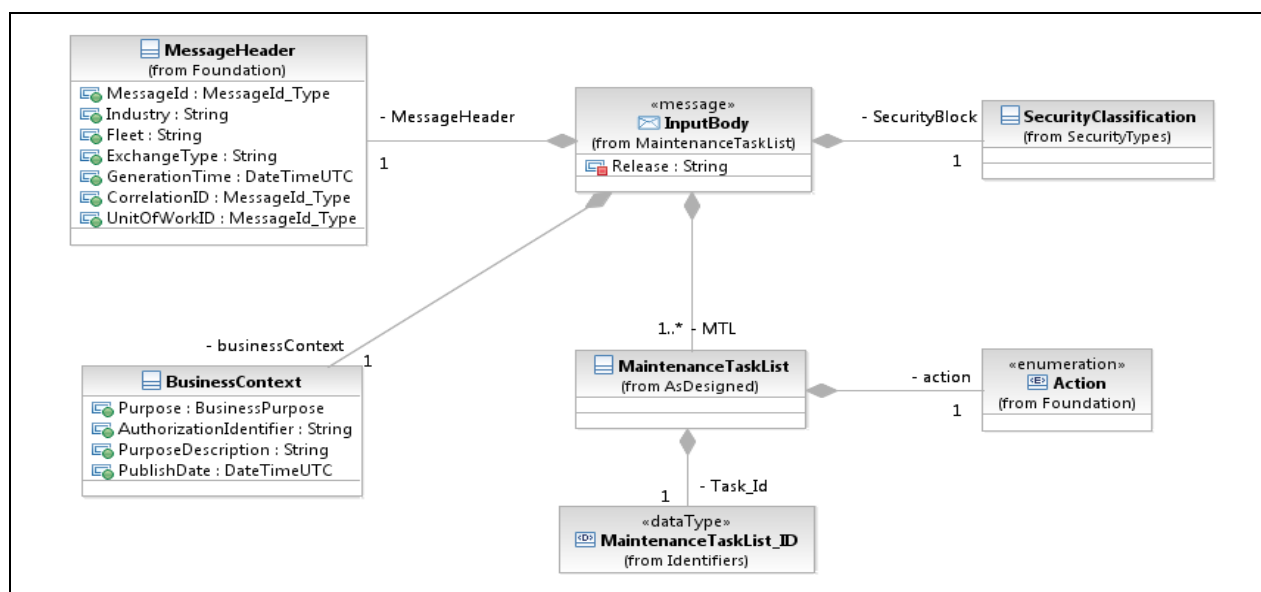 MessageHeader
(from Foundation)
MessageId : MessageId_Type
Industry : String
Fleet : String
ExchangeType : String
GenerationTime : DateTimeUTC
CorrelationID : MessageId_Type
UnitOfWorkID : MessageId_Type
- MessageHeader
1
«message»
InputBody
(from MaintenanceTaskList)
Release : String
- SecurityBlock
1
SecurityClassification
(from SecurityTypes)
- businessContext
1
BusinessContext
Purpose : BusinessPurpose
AuthorizationIdentifier : String
PurposeDescription : String
PublishDate : DateTimeUTC
1..* - MTL
MaintenanceTaskList
(from AsDesigned)
- action
1
«enumeration»
<E> Action
(from Foundation)
- Task_Id
1
«dataType»
<D> MaintenanceTaskList_ID
(from Identifiers)